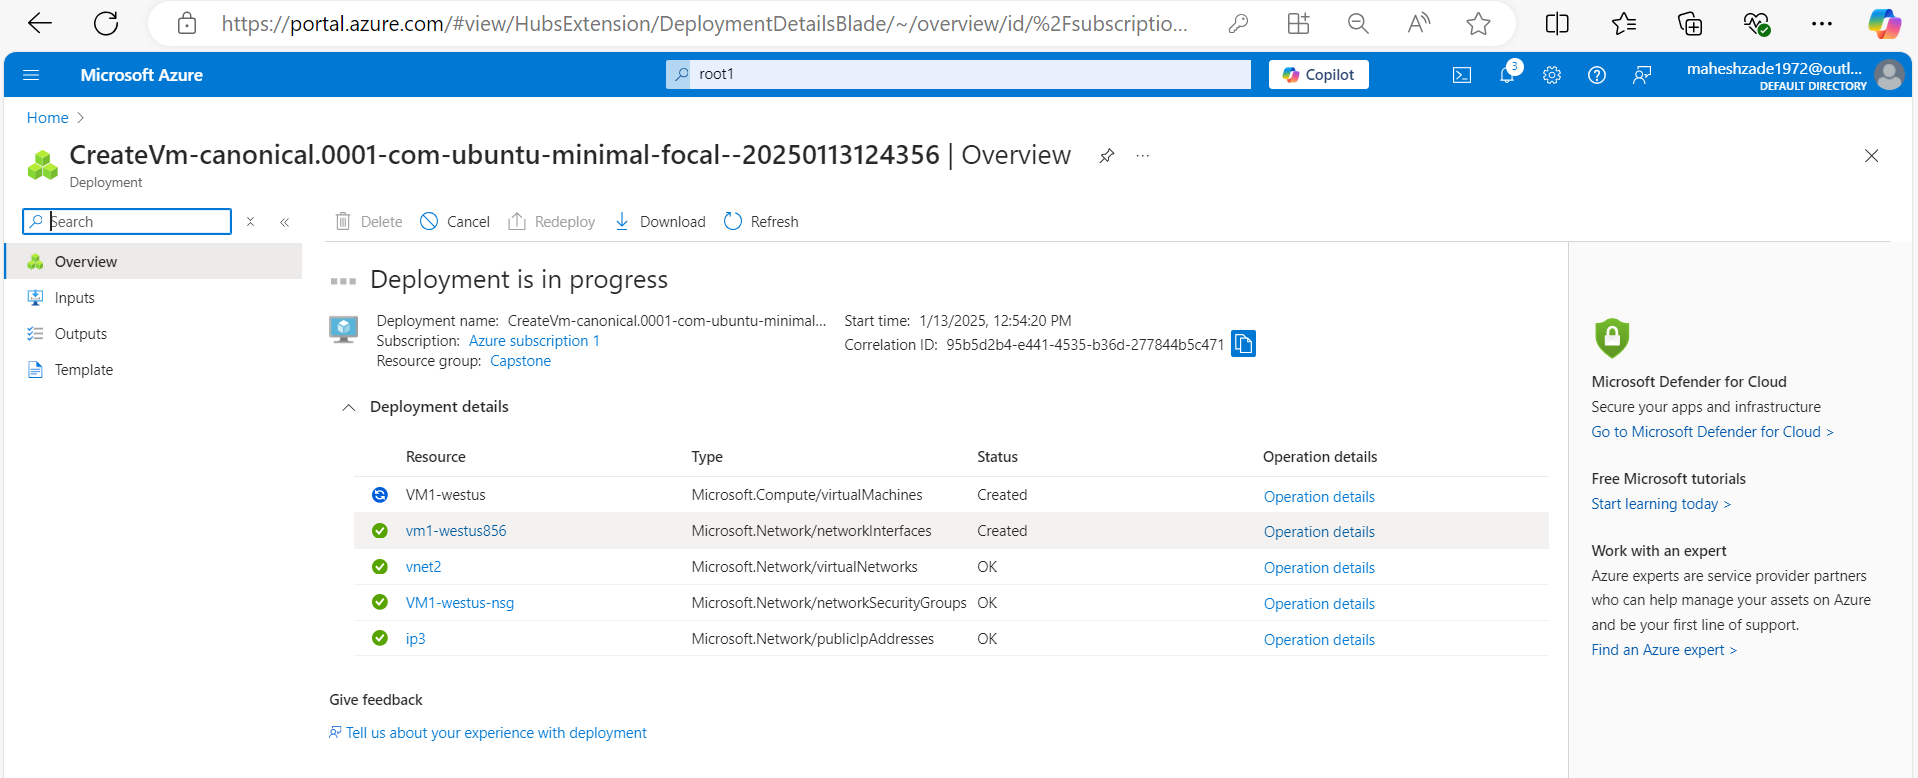 https://portal.azure.com/#view/HubsExtension/DeploymentDetailsBlade/~/overview/id/%2Fsubscriptio...
Microsoft Azure
root1
Copilot
3
maheshzade1972@outl...
DEFAULT DIRECTORY
Home >
CreateVm-canonical.0001-com-ubuntu-minimal-focal--20250113124356 | Overview
Deployment
Search
Delete Cancel Redeploy Download Refresh
Overview
Inputs
Outputs
Template
Deployment is in progress
Deployment name: CreateVm-canonical.0001-com-ubuntu-minimal...
Subscription: Azure subscription 1
Resource group: Capstone
Start time: 1/13/2025, 12:54:20 PM
Correlation ID: 95b5d2b4-e441-4535-b36d-277844b5c471
Deployment details
Resource Type Status Operation details
VM1-westus Microsoft.Compute/virtualMachines Created Operation details
vm1-westus856 Microsoft.Network/networkInterfaces Created Operation details
vnet2 Microsoft.Network/virtualNetworks OK Operation details
VM1-westus-nsg Microsoft.Network/networkSecurityGroups OK Operation details
ip3 Microsoft.Network/publicIpAddresses OK Operation details
Give feedback
Tell us about your experience with deployment
Microsoft Defender for Cloud
Secure your apps and infrastructure
Go to Microsoft Defender for Cloud >
Free Microsoft tutorials
Start learning today >
Work with an expert
Azure experts are service provider partners
who can help manage your assets on Azure
and be your first line of support.
Find an Azure expert >